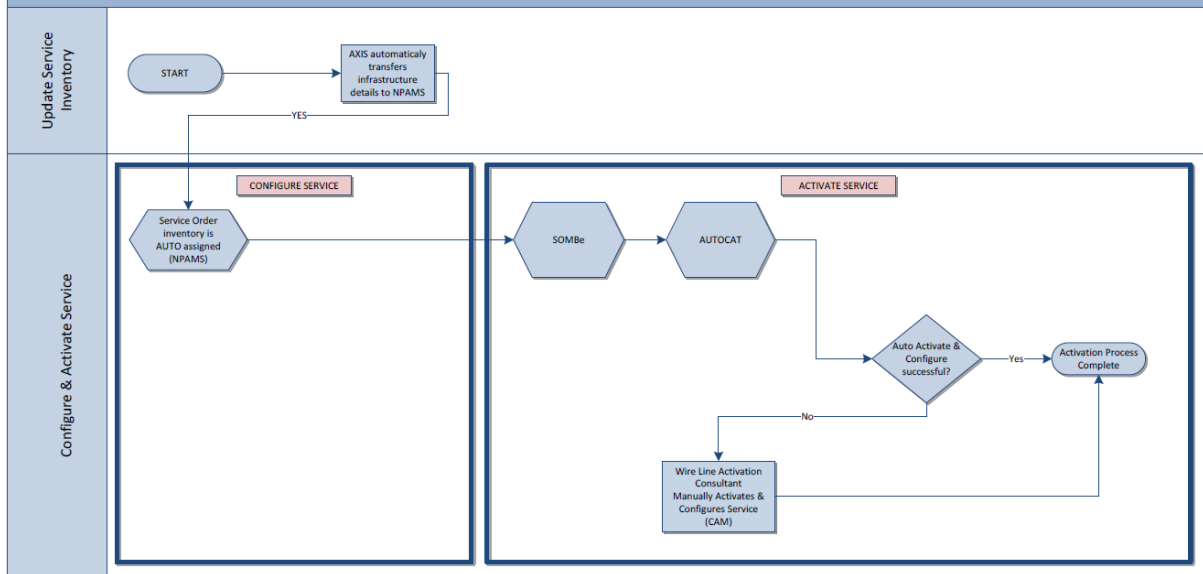 Update Service
Inventory
START
AXIS automaticaly
transfers
infrastructure
details to NPAMS
YES
Configure & Activate Service
CONFIGURE SERVICE
Service Order
inventory is
AUTO assigned
(NPAMS)
ACTIVATE SERVICE
SOMBe
AUTOCAT
Auto Activate &
Configure
successful?
Yes
Activation Process
Complete
No
Wire Line Activation
Consultant
Manually Activates &
Configures Service
(CAM)